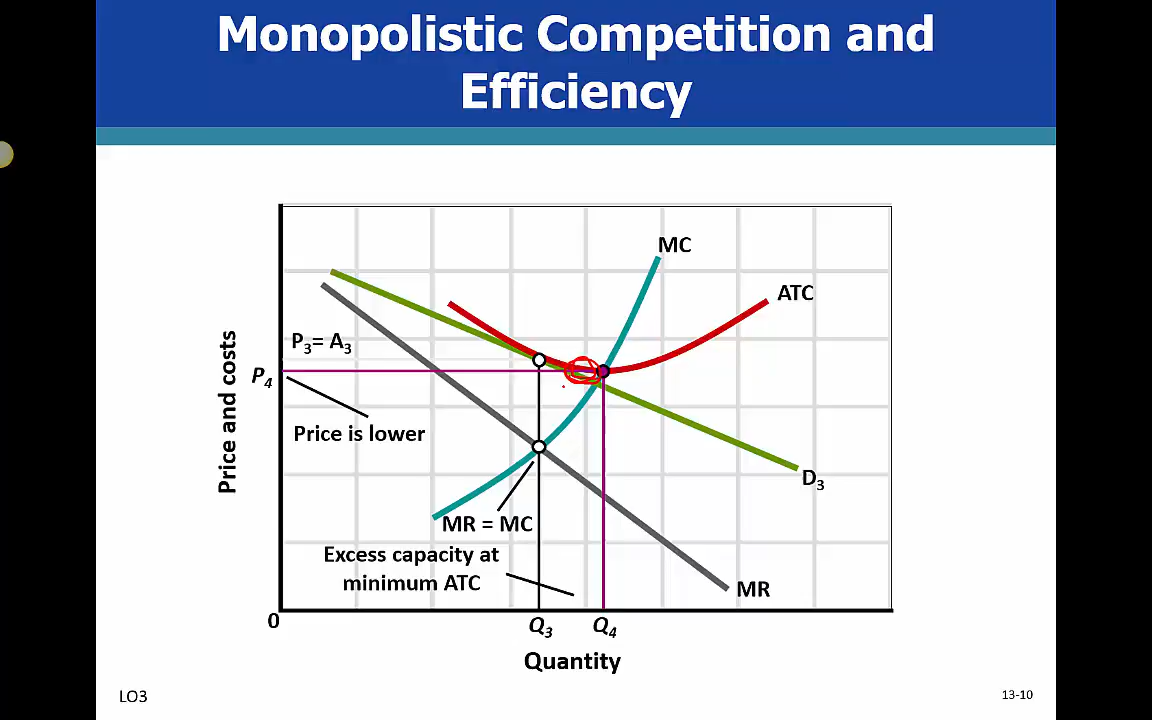 Monopolistic Competition and
Efficiency
MC
ATC
P3= A3
P4
Price is lower
Price and costs
D3
MR = MC
Excess capacity at
minimum ATC
MR
0
Q3
Q4
Quantity
LO3
13-10